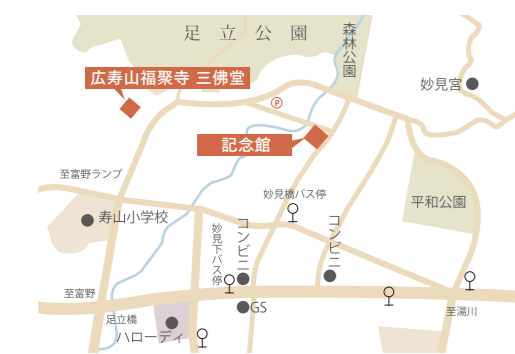 足立公園
森林公園
広寿山福聚寺 三佛堂
妙見宮
P
記念館
至富野ランプ
妙見橋バス停
平和公園
寿山小学校
妙見下バス停
コンビニ
コンビニ
至富野
GS
至湯川
足立橋
ハローディ